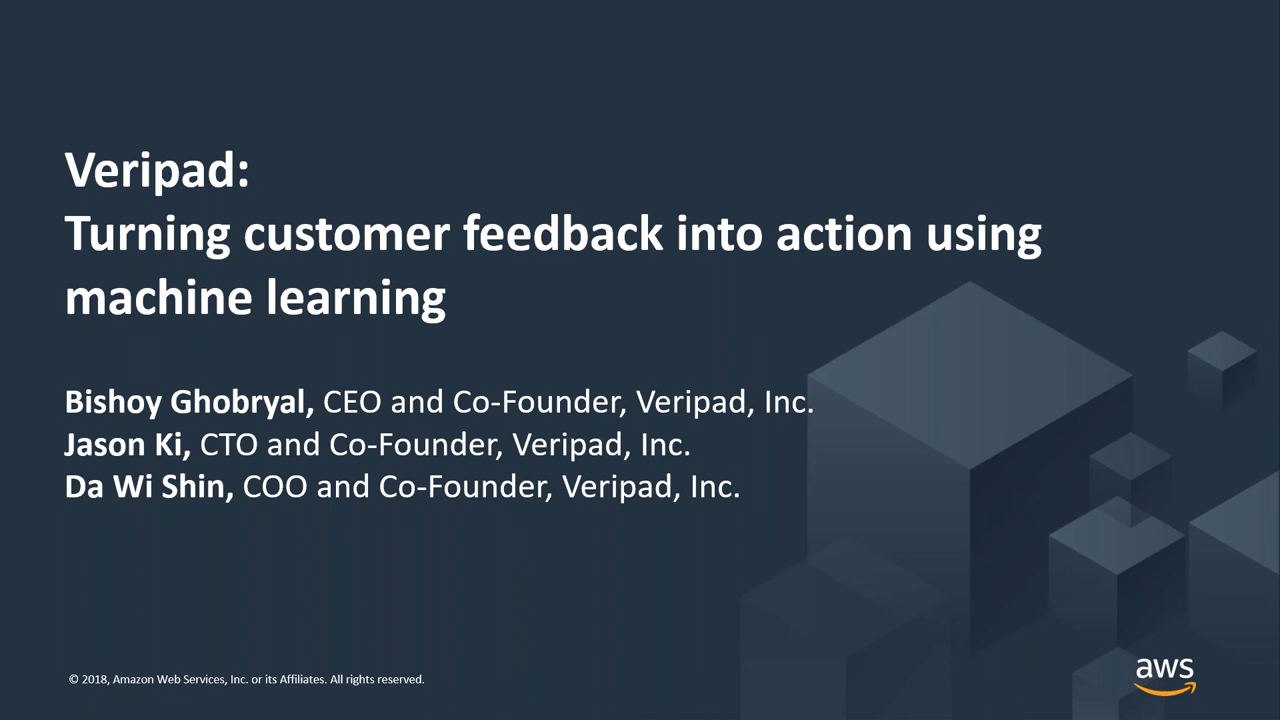 Veripad:
Turning customer feedback into action using
machine learning
Bishoy Ghobryal, CEO and Co-Founder, Veripad, Inc.
Jason Ki, CTO and Co-Founder, Veripad, Inc.
Da Wi Shin, COO and Co-Founder, Veripad, Inc.
© 2018, Amazon Web Services, Inc. or its Affiliates. All rights reserved.
aws